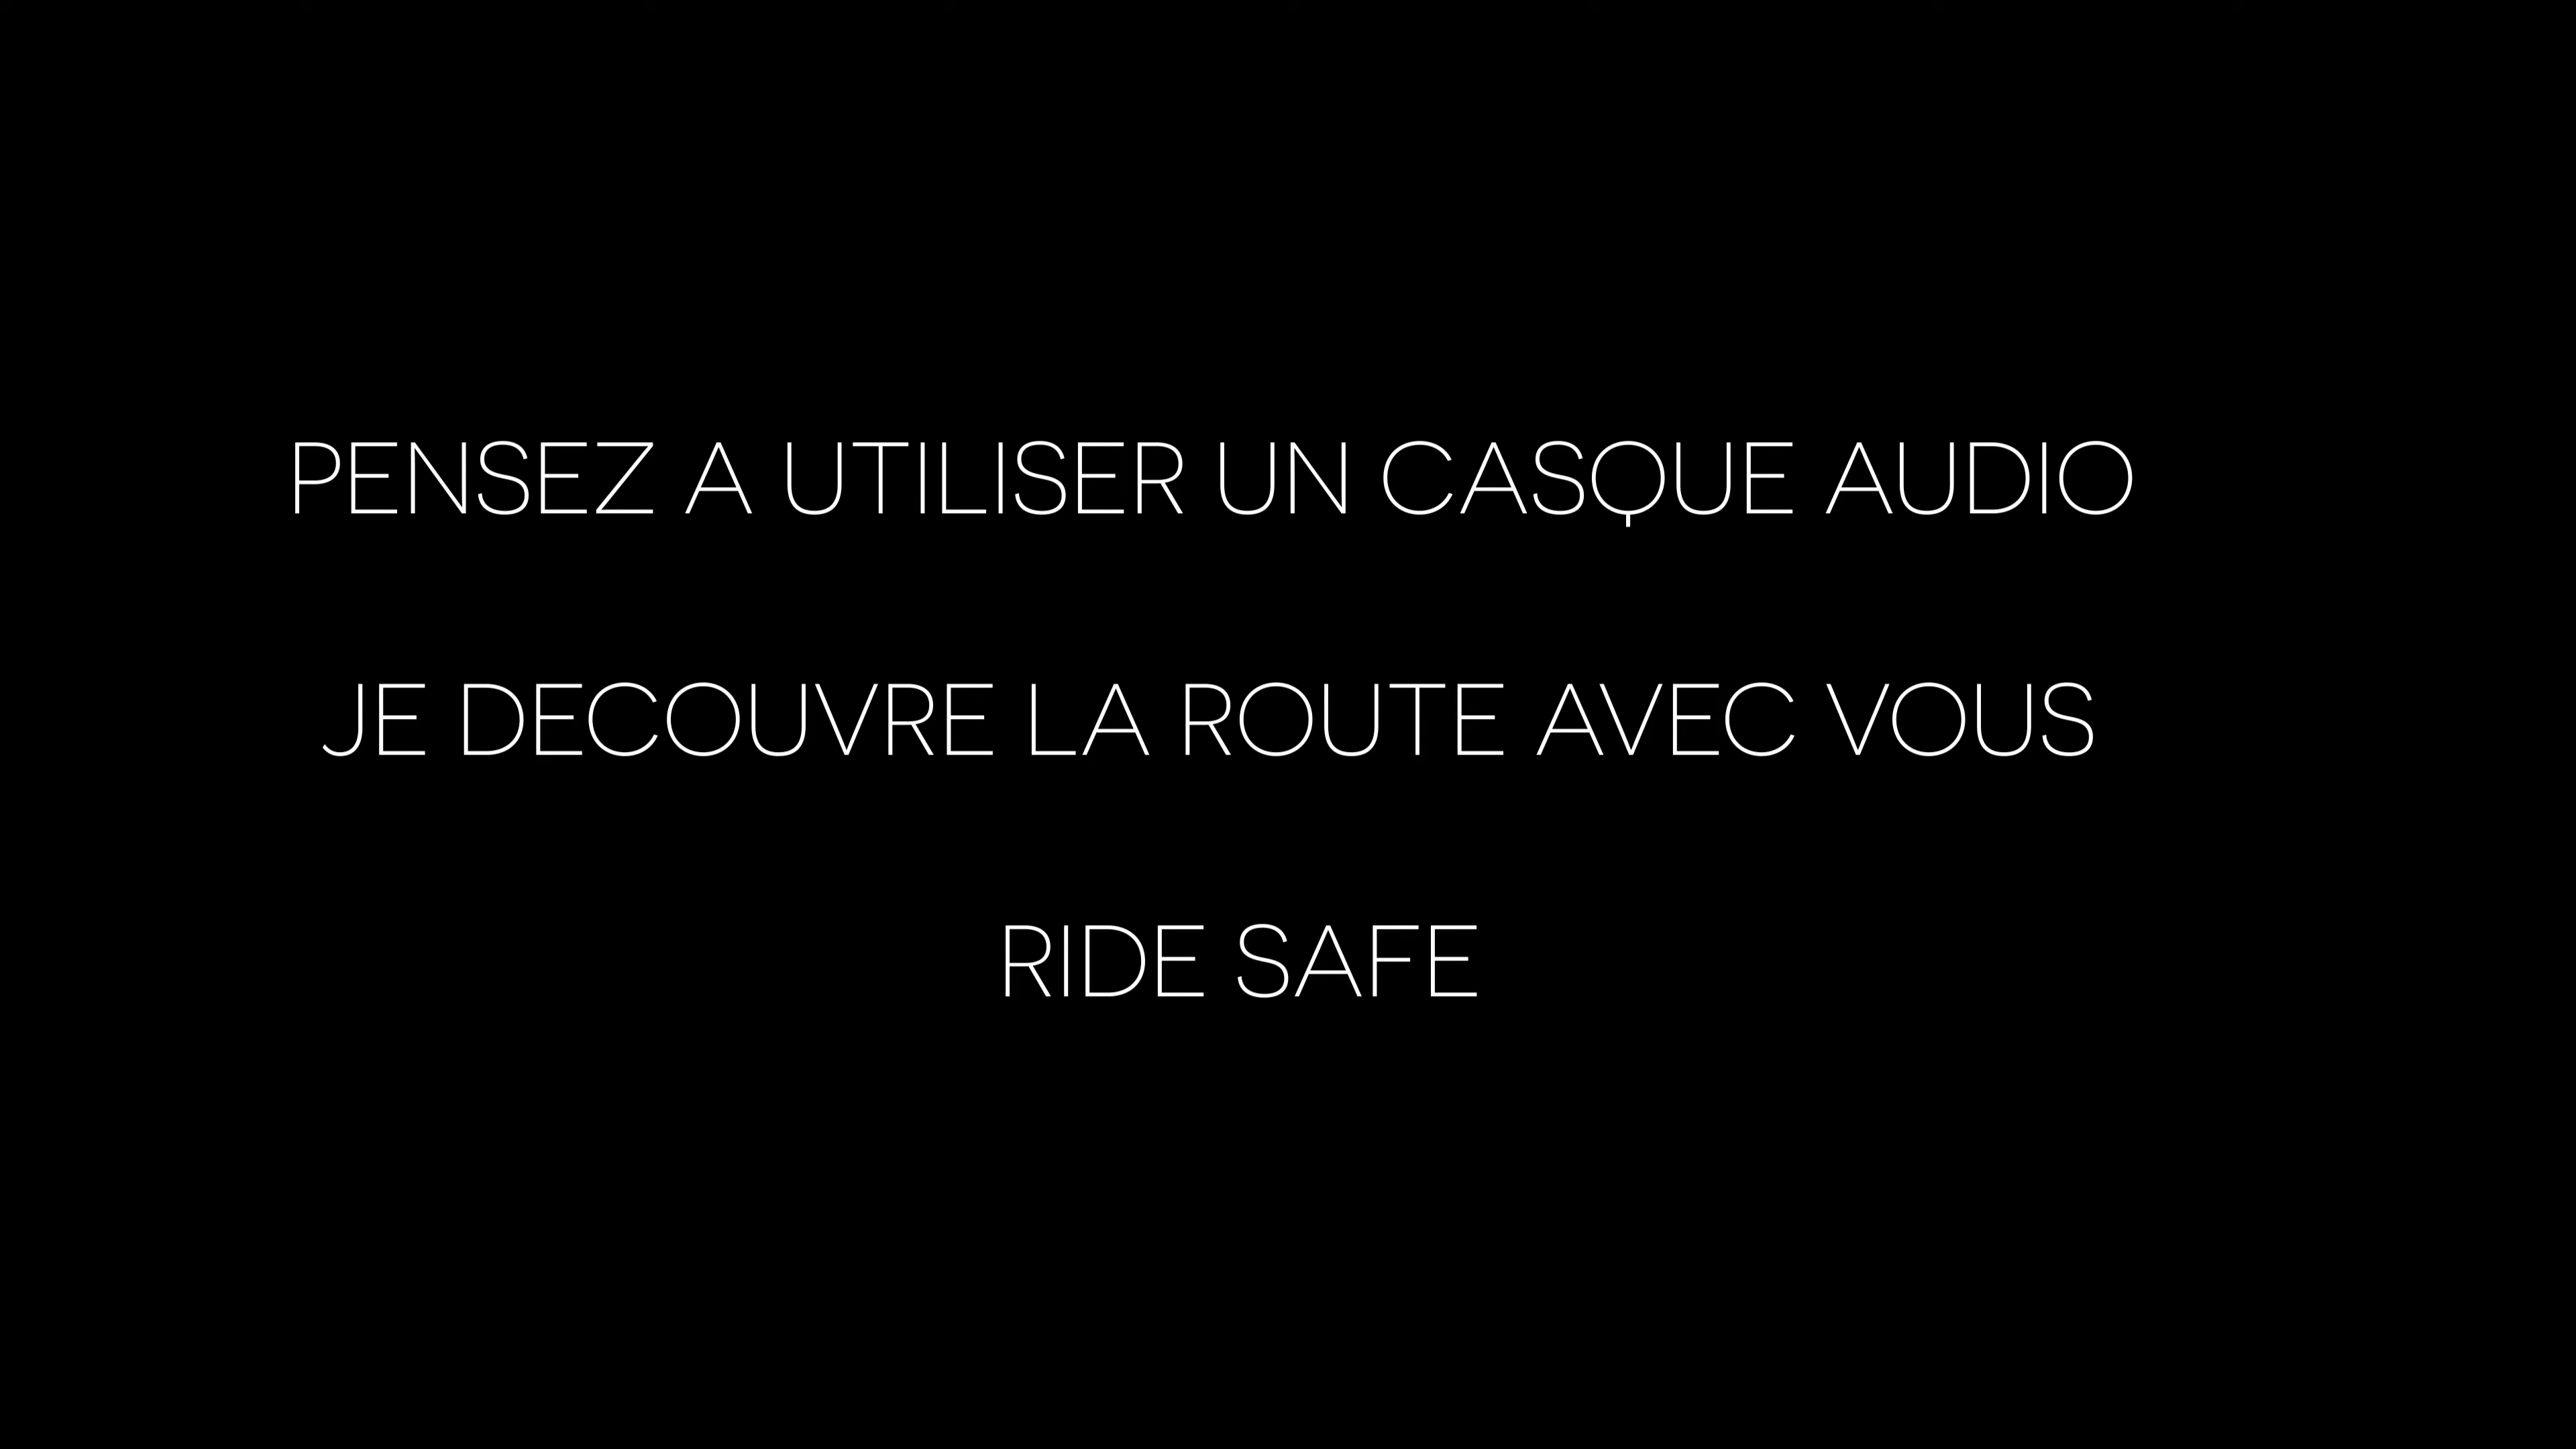 PENSEZ A UTILISER UN CASQUE AUDIO
JE DECOUVRE LA ROUTE AVEC VOUS
RIDE SAFE